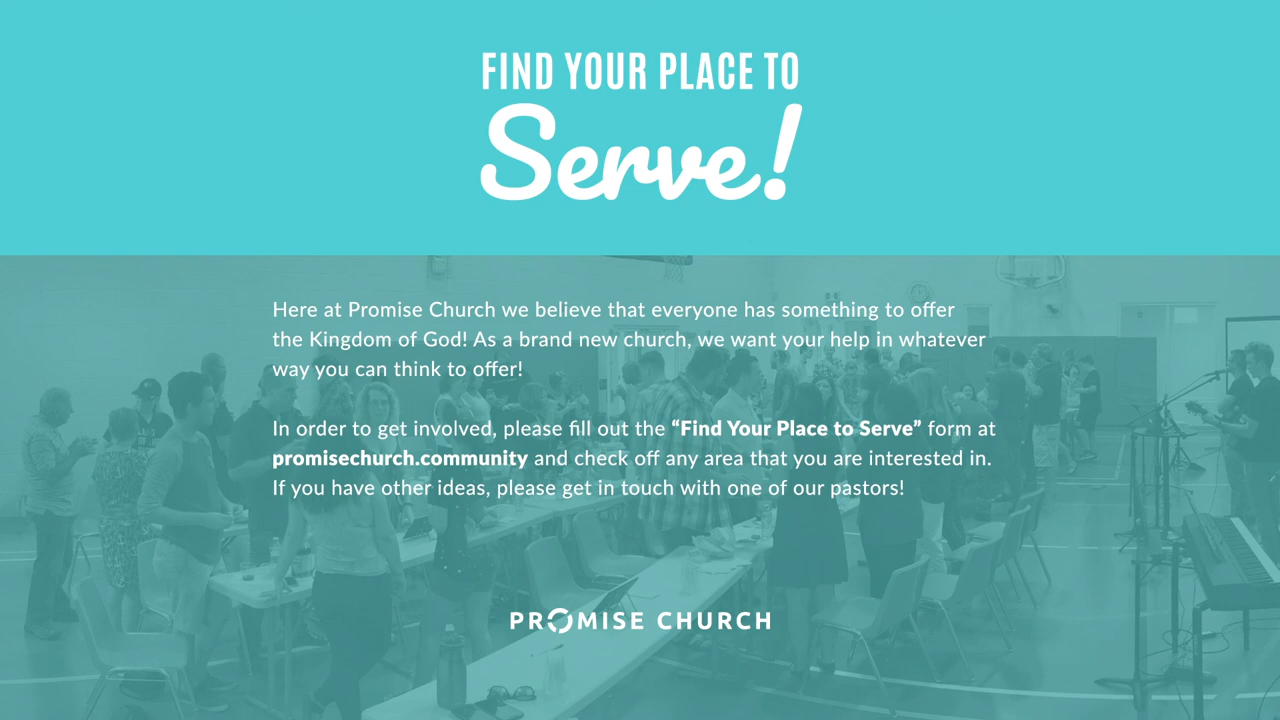 FIND YOUR PLACE TO
Serve!
Here at Promise Church we believe that everyone has something to offer
the Kingdom of God! As a brand new church, we want your help in whatever
way you can think to offer!
In order to get involved, please fill out the “Find Your Place to Serve” form at
promisechurch.community and check off any area that you are interested in.
If you have other ideas, please get in touch with one of our pastors!
PROMISE CHURCH